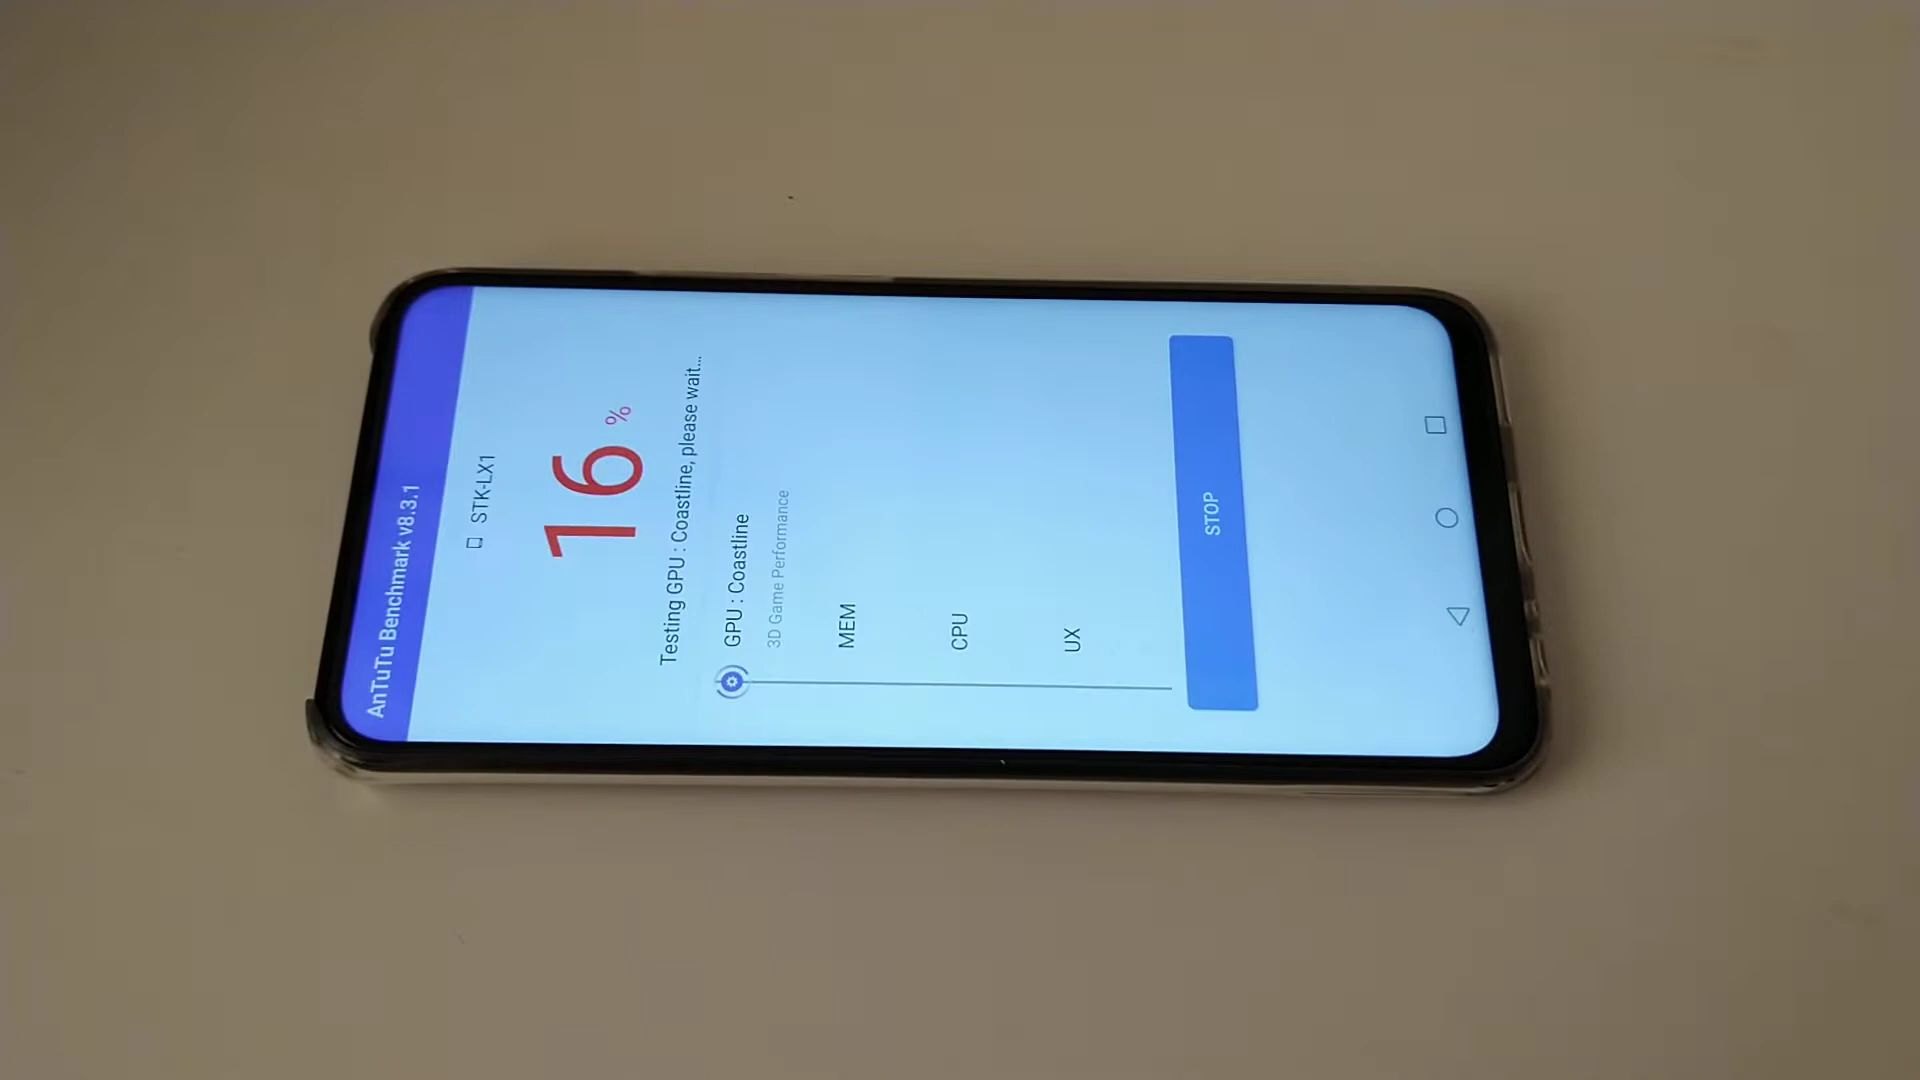 AnTuTu Benchmark v8.3.1
STK-LX1
16 %
Testing GPU : Coastline, please wait...
GPU : Coastline
3D Game Performance
MEM
CPU
UX
STOP